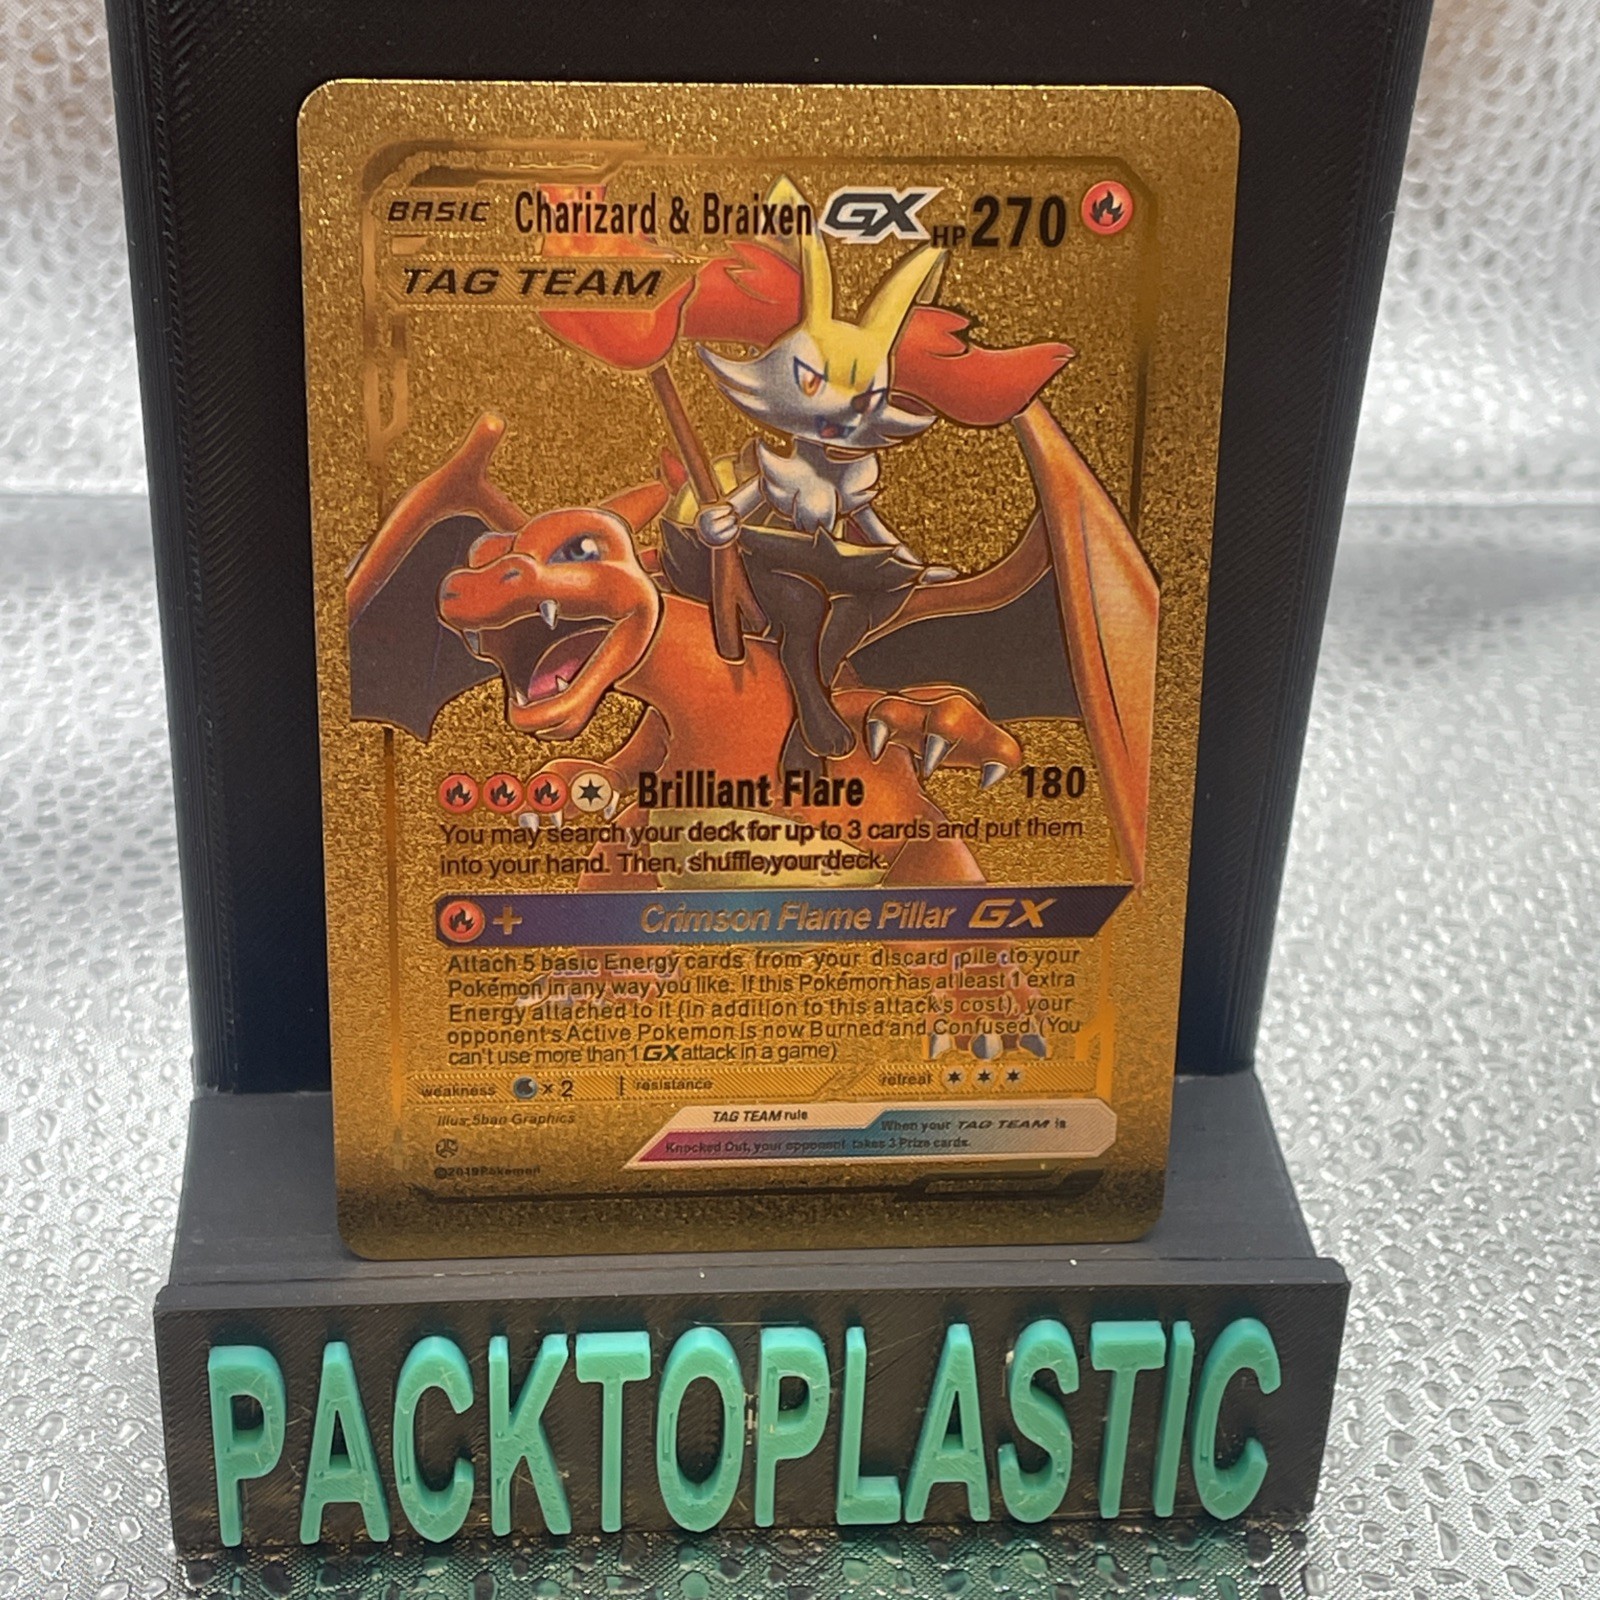 BASIC Charizard & Braixen GX HP 270
TAG TEAM
Brilliant Flare 180
You may search your deck for up to 3 cards and put them
into your hand. Then, shuffle your deck.
+ Crimson Flame Pillar GX
Attach 5 basic Energy cards from your discard pile to your
Pokémon in any way you like. If this Pokémon has at least 1 extra
Energy attached to it (in addition to this attack's cost), your
opponent's Active Pokemon is now Burned and Confused. (You
can't use more than 1 GX attack in a game)
weakness × 2 resistance retreat
illus. 5ban Graphics
TAG TEAM rule When your TAG TEAM is
Knocked Out, your opponent takes 3 Prize cards.
©2019 Pokemon
PACKTOPLASTIC